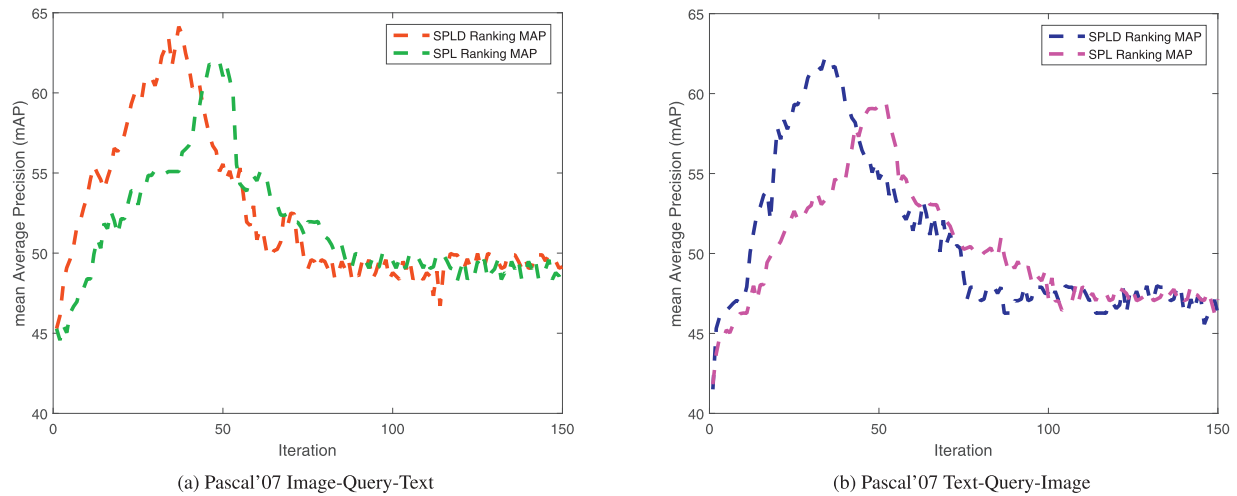 65
60
55
50
45
40
mean Average Precision (mAP)
SPLD Ranking MAP
SPL Ranking MAP
0
50
100
150
Iteration
(a) Pascal’07 Image-Query-Text
65
60
55
50
45
40
mean Average Precision (mAP)
SPLD Ranking MAP
SPL Ranking MAP
0
50
100
150
Iteration
(b) Pascal’07 Text-Query-Image